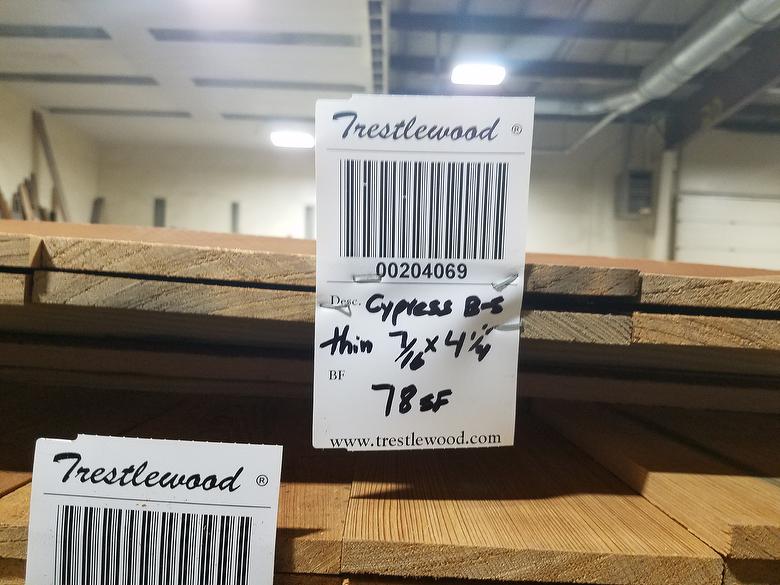 Trestlewood ®
00204069
Desc. Cypress B-S
thin 7/16 x 4 1/4"
BF
78 SF
www.trestlewood.com
Trestlewood ®